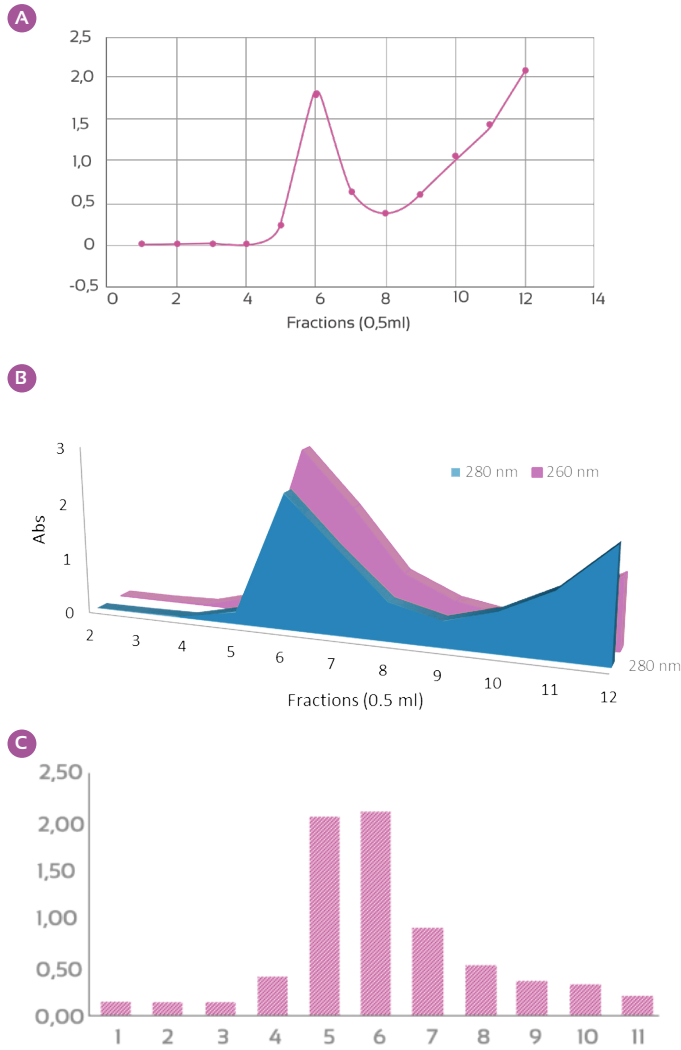 A
2,5
2,0
1,5
1,0
0,5
0
-0,5
0 2 4 6 8 10 12 14
Fractions (0,5ml)
B
3
2
1
0
Abs
280 nm 260 nm
2 3 4 5 6 7 8 9 10 11 12
280 nm
Fractions (0.5 ml)
C
2,50
2,00
1,50
1,00
0,50
0,00
1 2 3 4 5 6 7 8 9 10 11